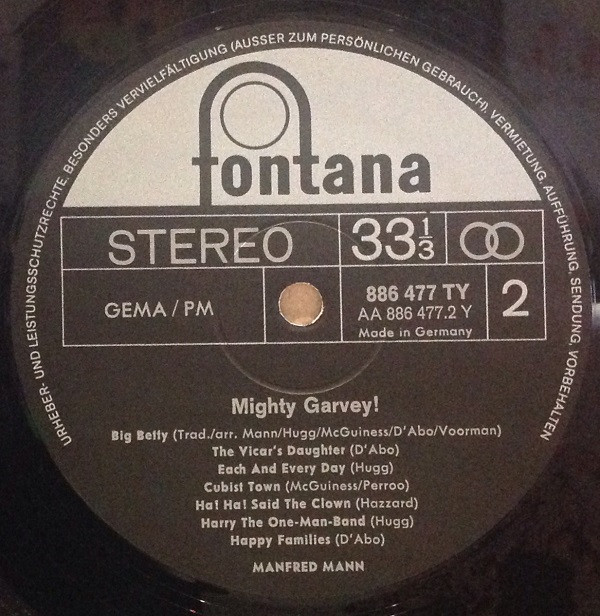 URHEBER- UND LEISTUNGSSCHUTZRECHTE, BESONDERS VERVIELFÄLTIGUNG (AUSSER ZUM PERSÖNLICHEN GEBRAUCH), VERMIETUNG, AUFFÜHRUNG, SENDUNG, VORBEHALTEN
fontana
STEREO 33 1/3
GEMA / PM 886 477 TY 2
AA 886 477.2 Y
Made in Germany
Mighty Garvey!
Big Betty (Trad./arr. Mann/Hugg/McGuiness/D'Abo/Voorman)
The Vicar's Daughter (D'Abo)
Each And Every Day (Hugg)
Cubist Town (McGuiness/Perroo)
Ha! Ha! Said The Clown (Hazzard)
Harry The One-Man-Band (Hugg)
Happy Families (D'Abo)
MANFRED MANN